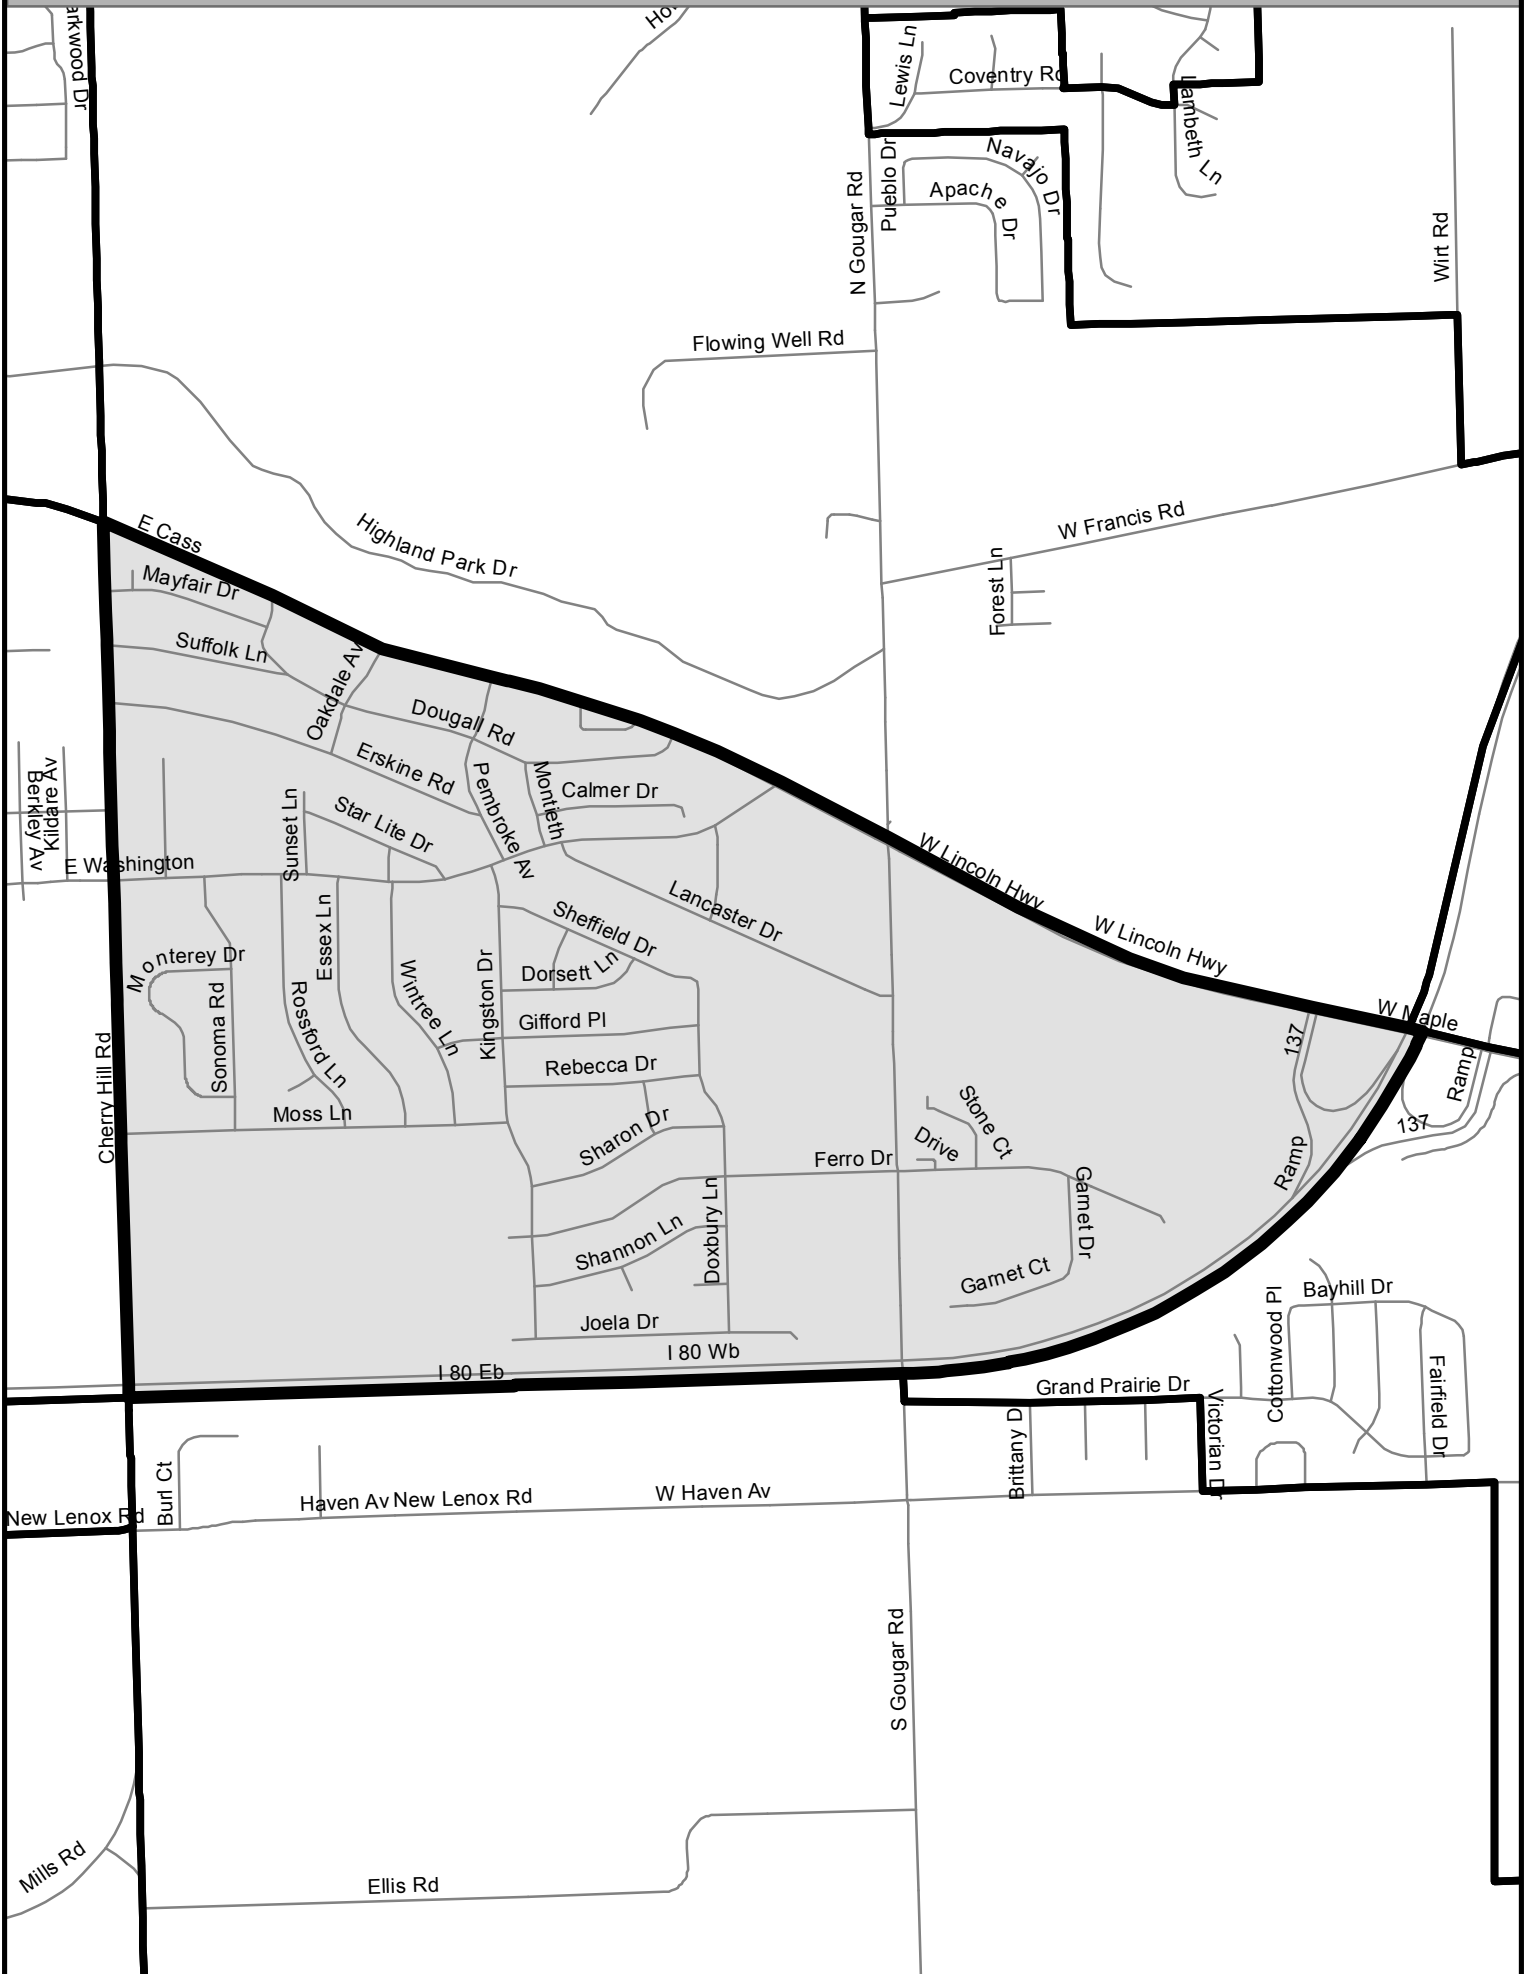 arkwood Dr
Ho
Lewis Ln
Coventry Rd
Lambeth Ln
Pueblo Dr
Navajo Dr
Apache Dr
N Gougar Rd
Wirt Rd
Flowing Well Rd
E Cass
Highland Park Dr
W Francis Rd
Forest Ln
Mayfair Dr
Suffolk Ln
Oakdale Av
Dougall Rd
Erskine Rd
Pembroke Av
Montieth
Calmer Dr
Berkley Av
Kildare Av
Sunset Ln
Star Lite Dr
E Washington
W Lincoln Hwy
W Lincoln Hwy
Lancaster Dr
Sheffield Dr
Essex Ln
Monterey Dr
Dorsett Ln
Wintree Ln
Kingston Dr
Rossford Ln
Sonoma Rd
Gifford Pl
W Maple
137
Ramp
Cherry Hill Rd
Rebecca Dr
Moss Ln
Sharon Dr
Stone Ct
Drive
137
Ferro Dr
Ramp
Garnet Dr
Doxbury Ln
Shannon Ln
Garnet Ct
Joela Dr
Cottonwood Pl
Bayhill Dr
I 80 Wb
I 80 Eb
Grand Prairie Dr
Fairfield Dr
Victorian Dr
Brittany D
Burl Ct
Haven Av
New Lenox Rd
W Haven Av
New Lenox Rd
S Gougar Rd
Mills Rd
Ellis Rd